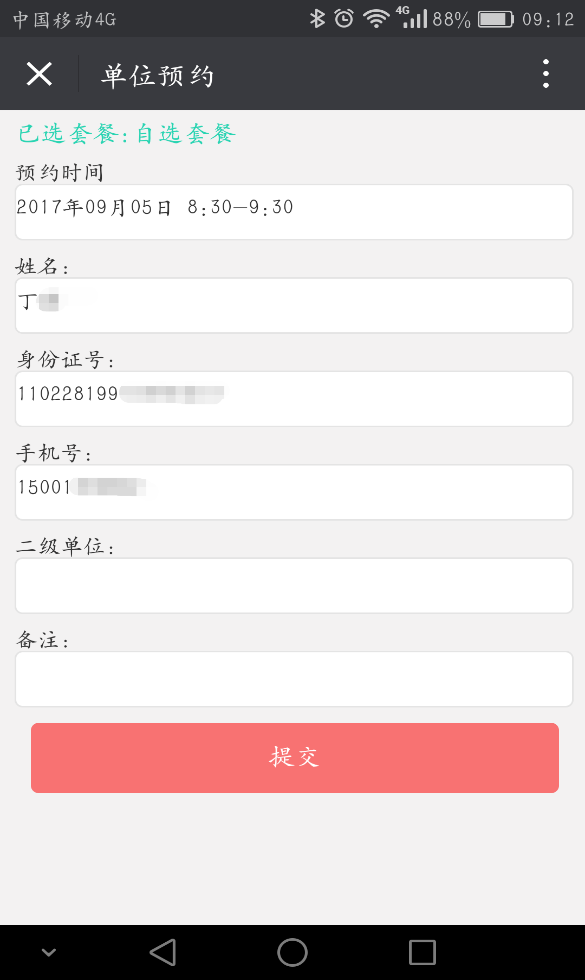 中国移动4G 4G 88% 09:12
单位预约
已选套餐:自选套餐
预约时间
2017年09月05日 8:30-9:30
姓名:
丁
身份证号:
110228199
手机号:
15001
二级单位:
备注:
提交